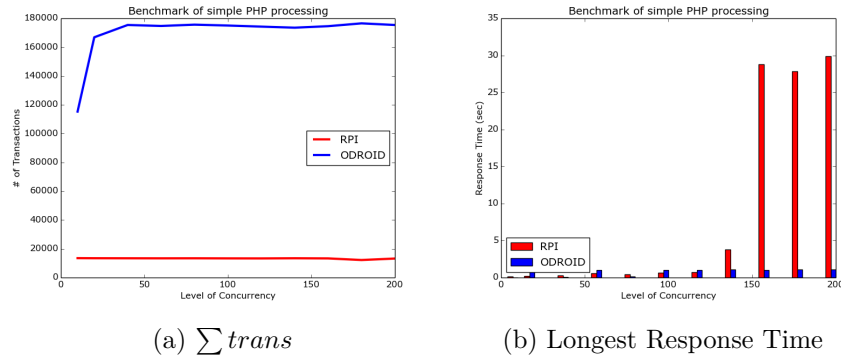 Benchmark of simple PHP processing
180000
160000
140000
120000
100000
80000
60000
40000
20000
0
# of Transactions
RPI
ODROID
0 50 100 150 200
Level of Concurrency
(a) ∑ trans
Benchmark of simple PHP processing
35
30
25
20
15
10
5
0
Response Time (sec)
RPI
ODROID
0 50 100 150 200
Level of Concurrency
(b) Longest Response Time